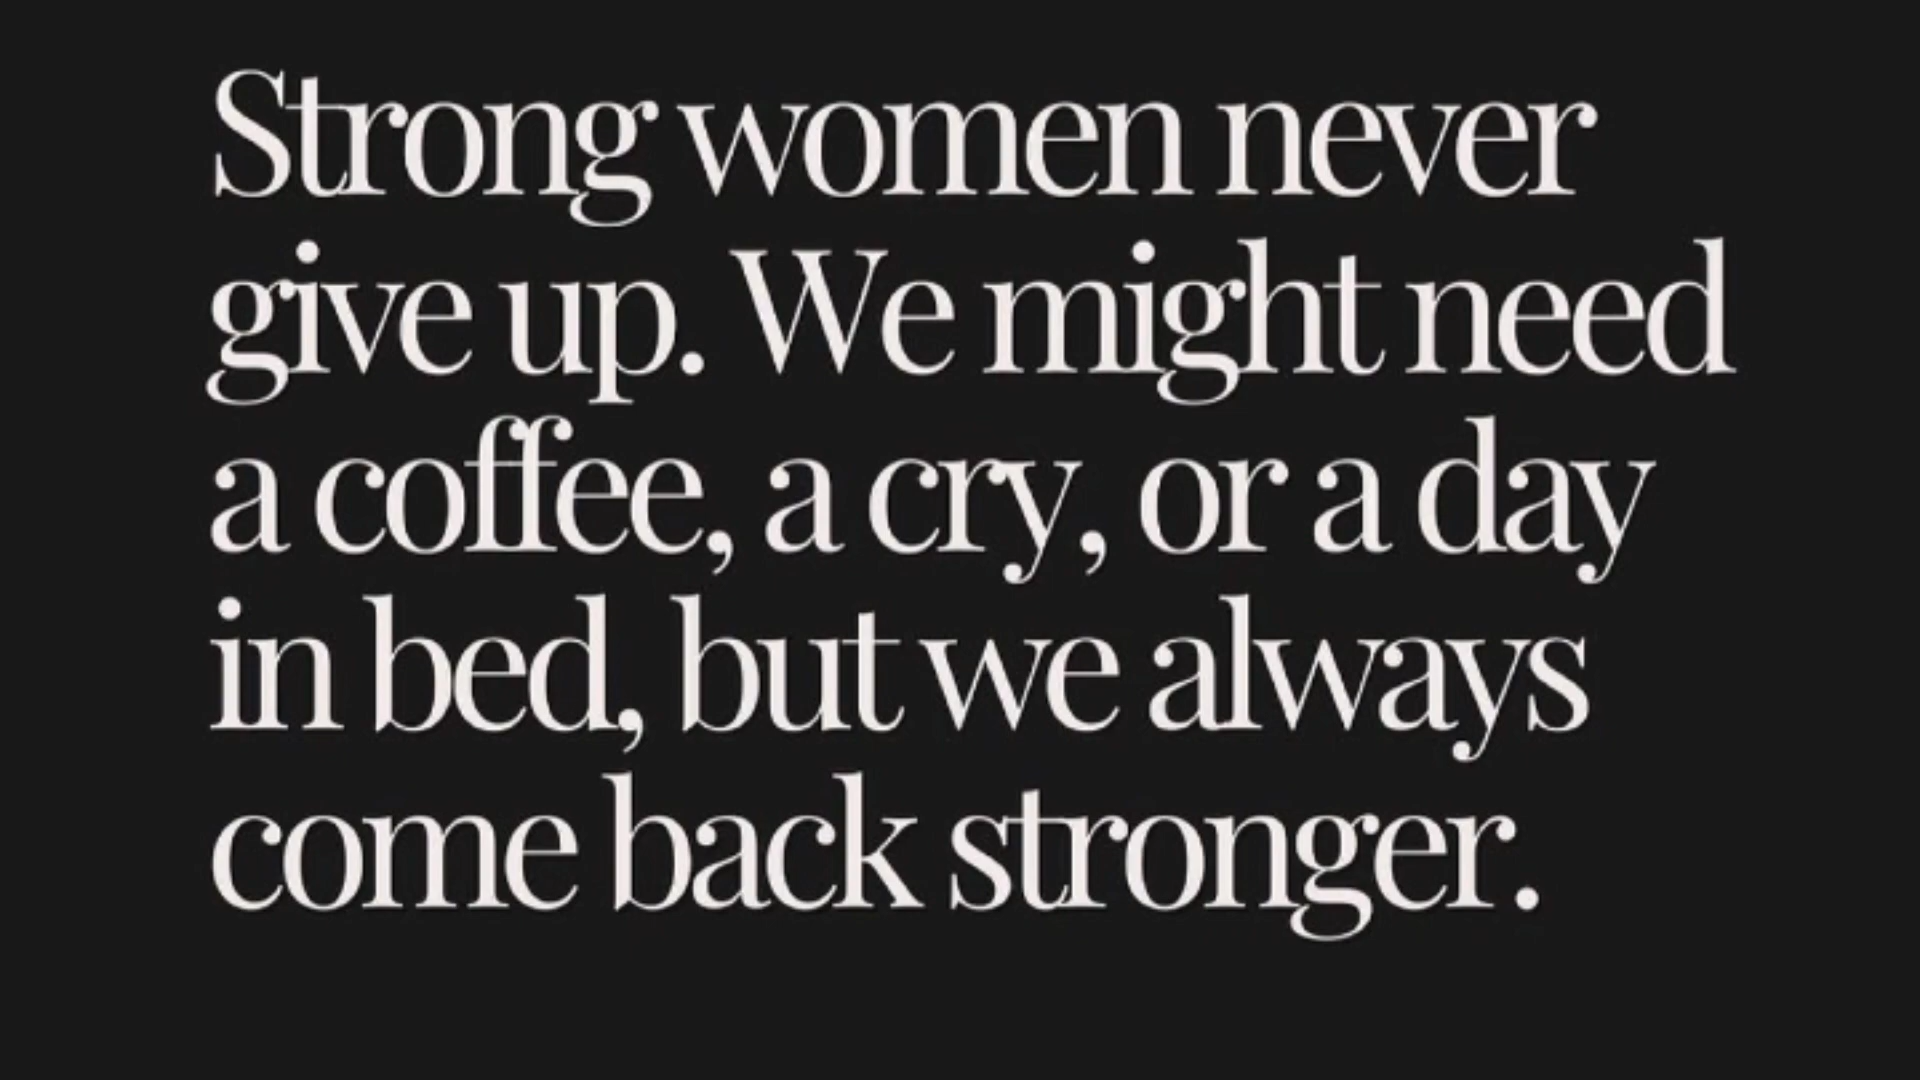 Strong women never
give up. We might need
a coffee, a cry, or a day
in bed, but we always
come back stronger.